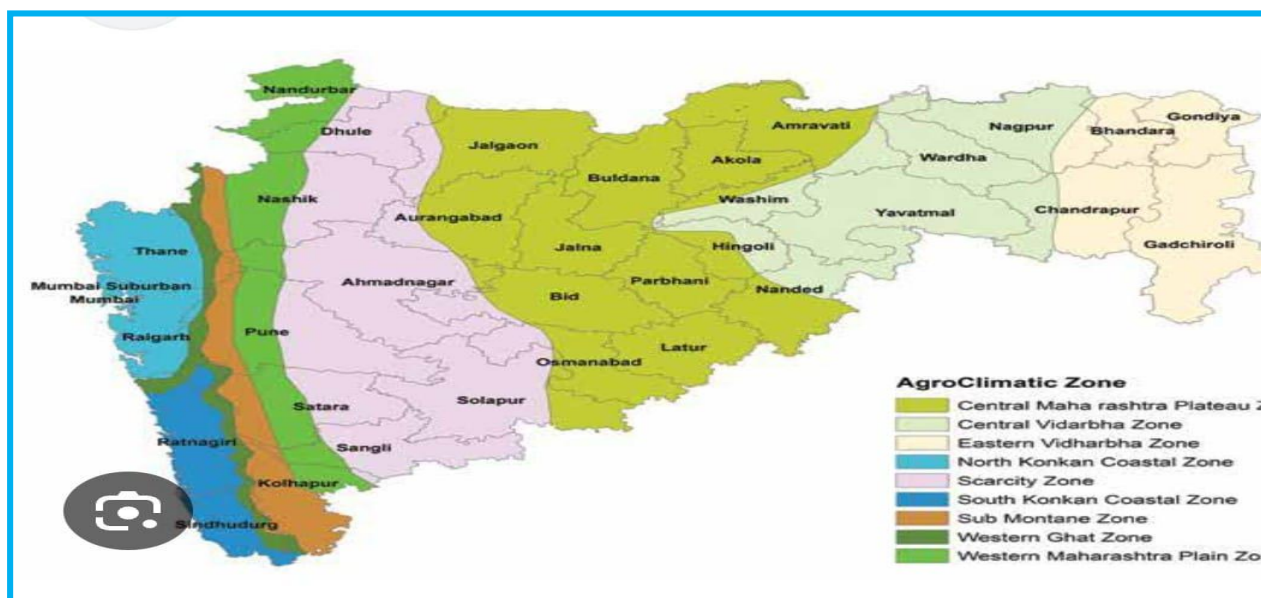 Nandurbar
Dhule
Jalgaon
Amravati
Nagpur
Bhandara
Gondiya
Akola
Wardha
Buldana
Washim
Nashik
Aurangabad
Yavatmal
Chandrapur
Jalna
Hingoli
Gadchiroli
Thane
Ahmadnagar
Parbhani
Mumbai Suburban
Mumbai
Bid
Nanded
Raigarh
Pune
Latur
Osmanabad
Satara
Solapur
Ratnagiri
Sangli
Kolhapur
Sindhudurg
AgroClimatic Zone
Central Maha rashtra Plateau Z
Central Vidarbha Zone
Eastern Vidharbha Zone
North Konkan Coastal Zone
Scarcity Zone
South Konkan Coastal Zone
Sub Montane Zone
Western Ghat Zone
Western Maharashtra Plain Zo